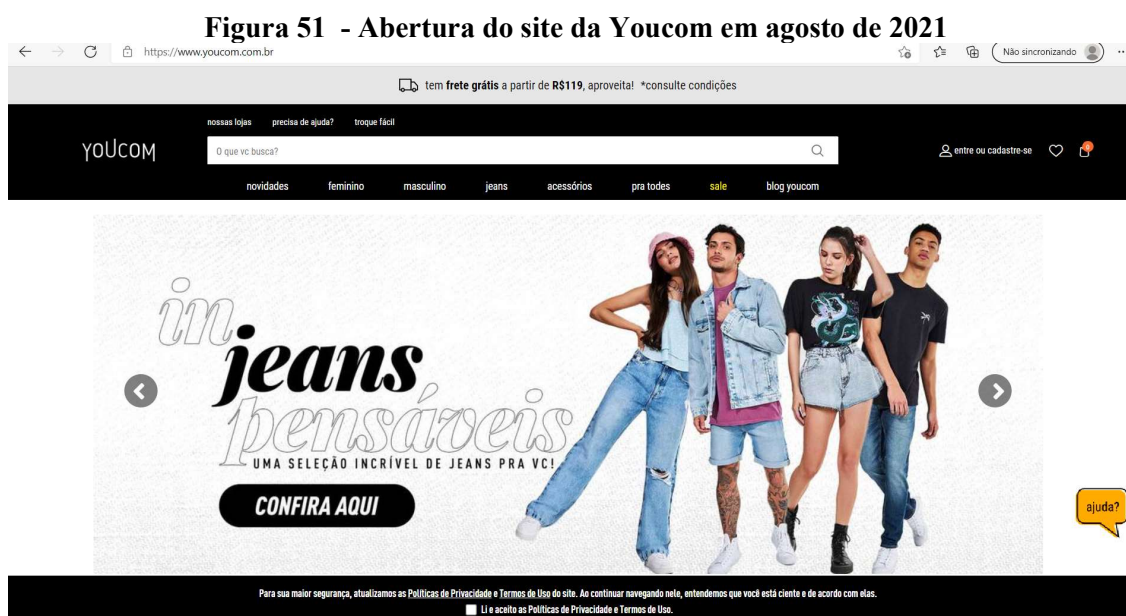 Figura 51 - Abertura do site da Youcom em agosto de 2021
https://www.youcom.com.br
Não sincronizando
tem frete grátis a partir de R$119, aproveita! *consulte condições
nossas lojas precisa de ajuda? troque fácil
YOUCOM
O que vc busca?
entre ou cadastre-se
0
novidades feminino masculino jeans acessórios pra todes sale blog youcom
in
jeans
pensáveis
UMA SELEÇÃO INCRÍVEL DE JEANS PRA VC!
CONFIRA AQUI
ajuda?
Para sua maior segurança, atualizamos as Políticas de Privacidade e Termos de Uso do site. Ao continuar navegando nele, entendemos que você está ciente e de acordo com elas.
Li e aceito as Políticas de Privacidade e Termos de Uso.